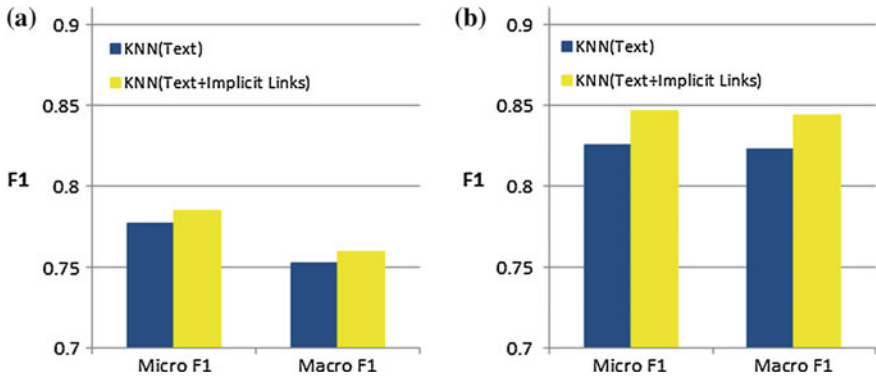 (a)
0.9
KNN(Text)
KNN(Text+Implicit Links)
0.85
F1
0.8
0.75
0.7
Micro F1
Macro F1
(b)
0.9
KNN(Text)
KNN(Text+Implicit Links)
0.85
F1
0.8
0.75
0.7
Micro F1
Macro F1